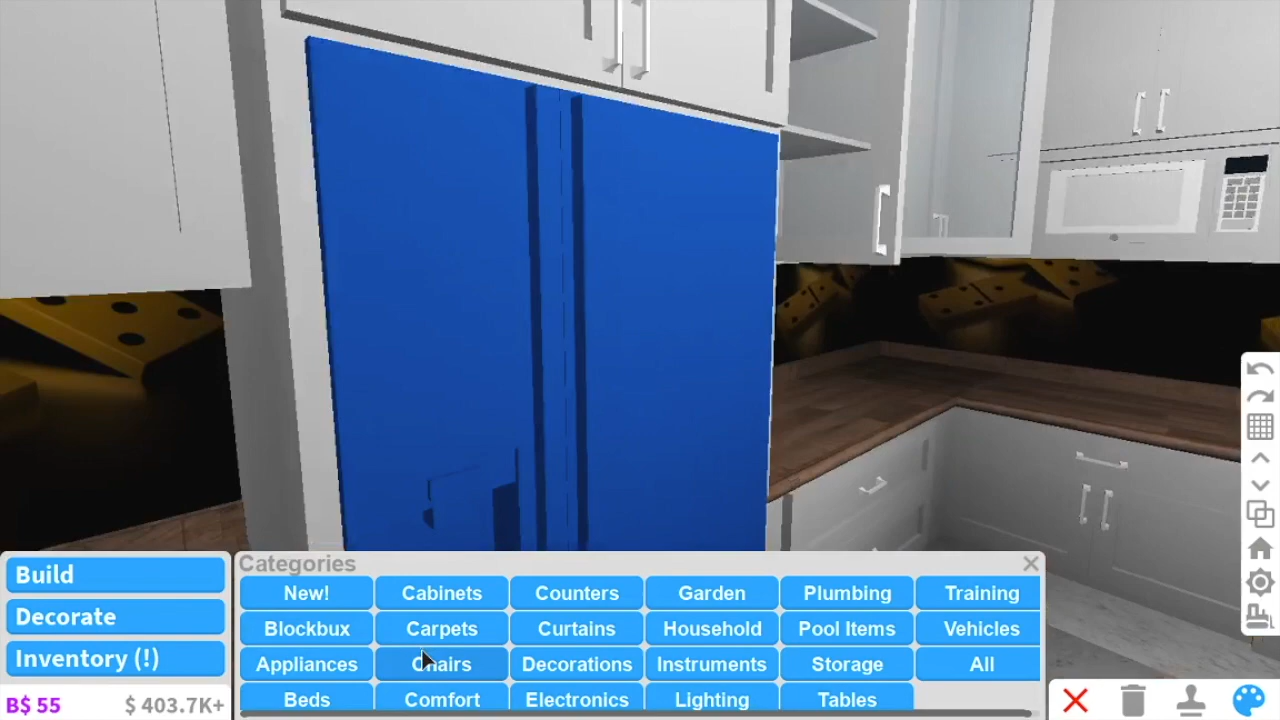 Categories
New! Cabinets Counters Garden Plumbing Training
Blockbux Carpets Curtains Household Pool Items Vehicles
Appliances Chairs Decorations Instruments Storage All
Beds Comfort Electronics Lighting Tables
Build
Decorate
Inventory (!)
B$ 55 $ 403.7K+